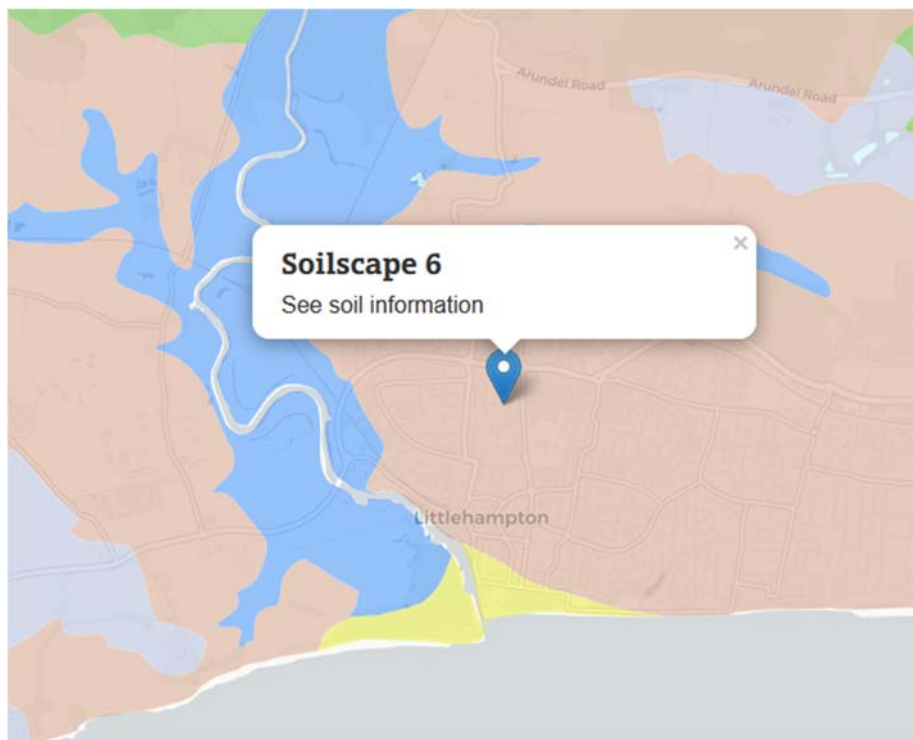 Arundel Road
Arundel Road
Soilscape 6
×
See soil information
Littlehampton